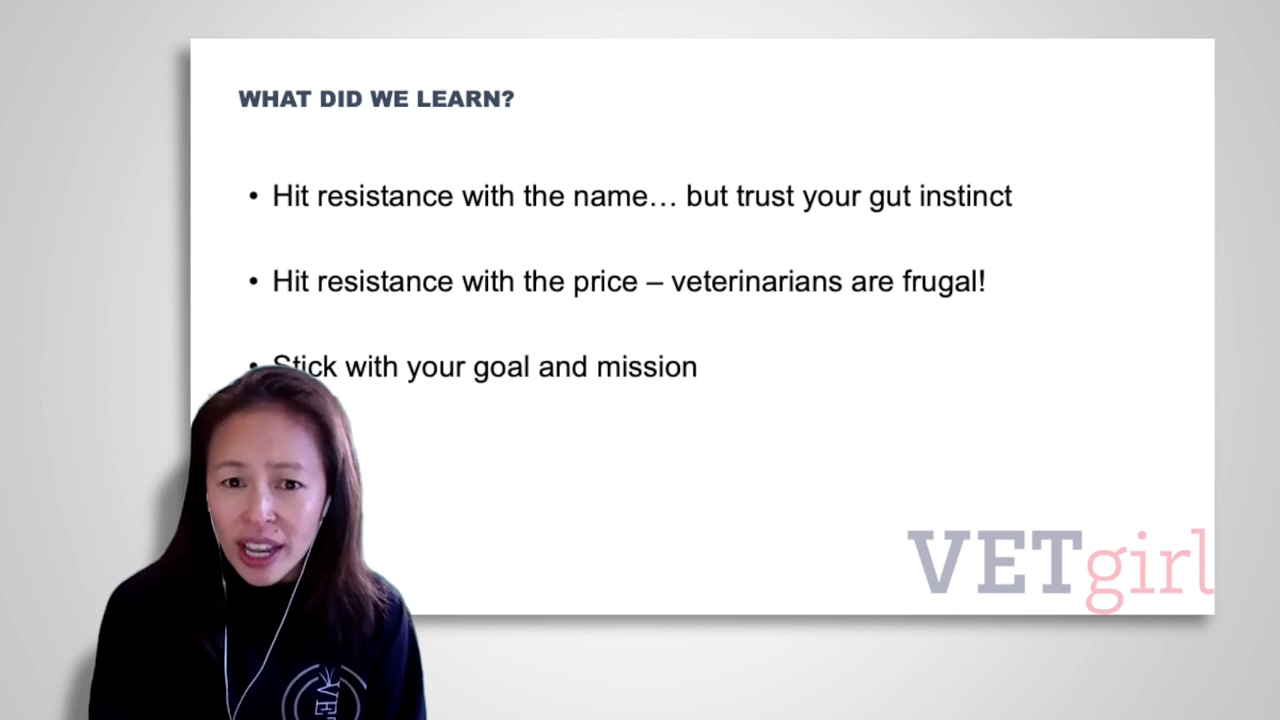 WHAT DID WE LEARN?
• Hit resistance with the name… but trust your gut instinct
• Hit resistance with the price – veterinarians are frugal!
• Stick with your goal and mission
VETgirl